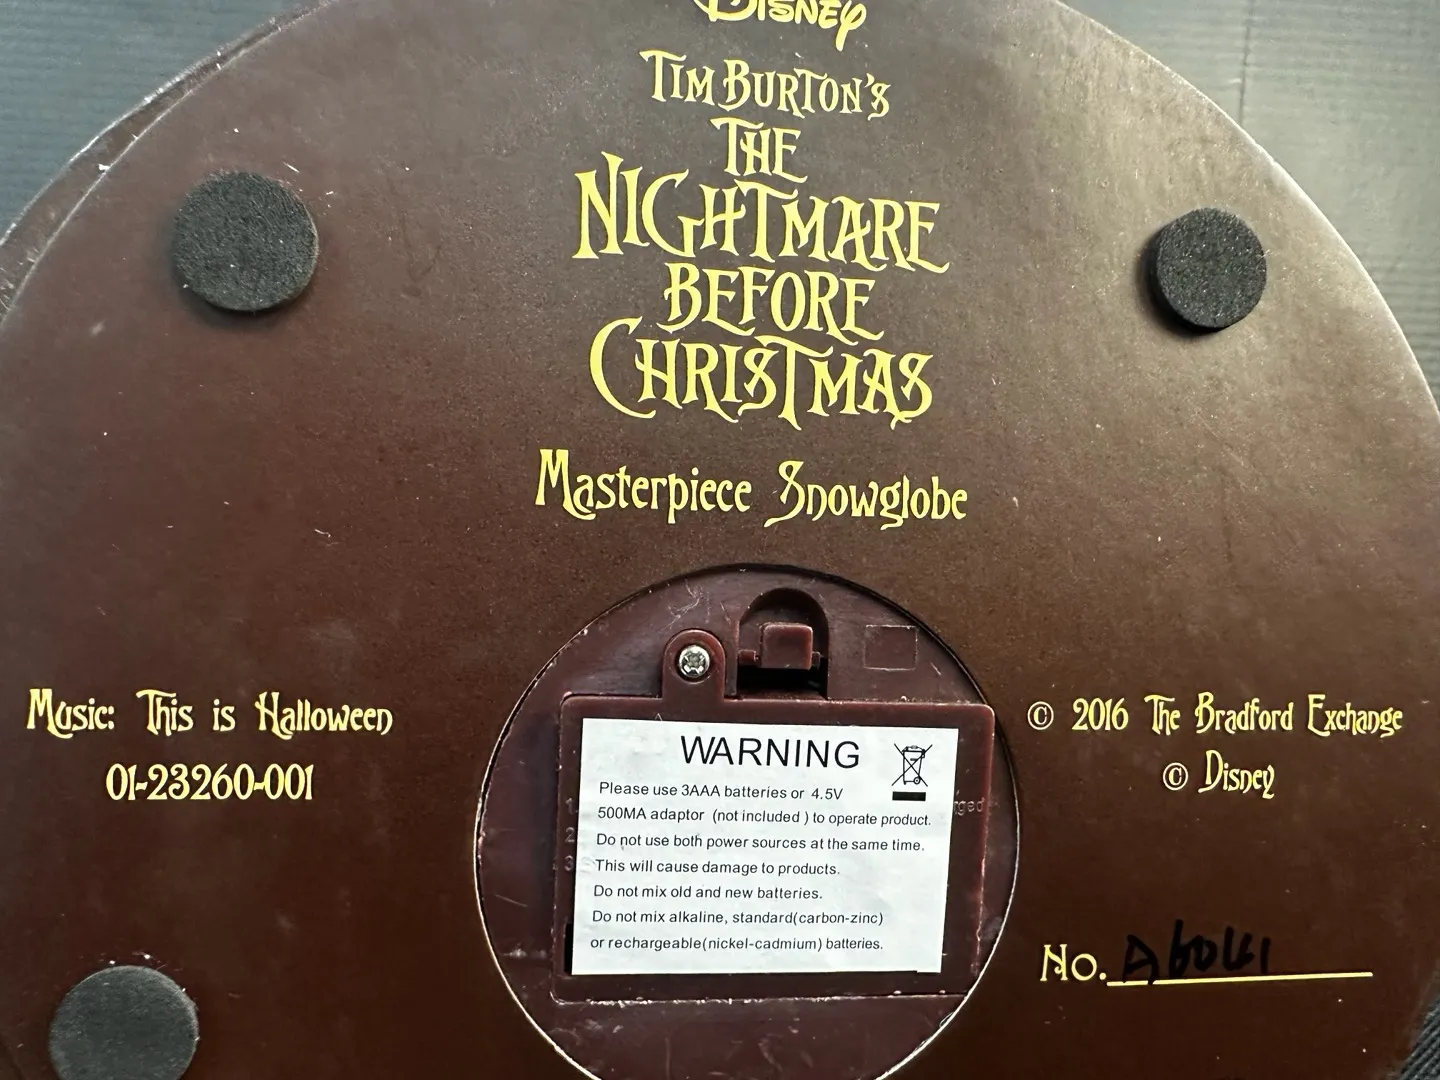 DISNEY
TIM BURTON'S
THE
NIGHTMARE
BEFORE
CHRISTMAS
Masterpiece Snowglobe
Music: This is Halloween
01-23260-001
© 2016 The Bradford Exchange
© Disney
WARNING
Please use 3AAA batteries or 4.5V
500MA adaptor (not included ) to operate product.
Do not use both power sources at the same time.
This will cause damage to products.
Do not mix old and new batteries.
Do not mix alkaline, standard(carbon-zinc)
or rechargeable(nickel-cadmium) batteries.
No.